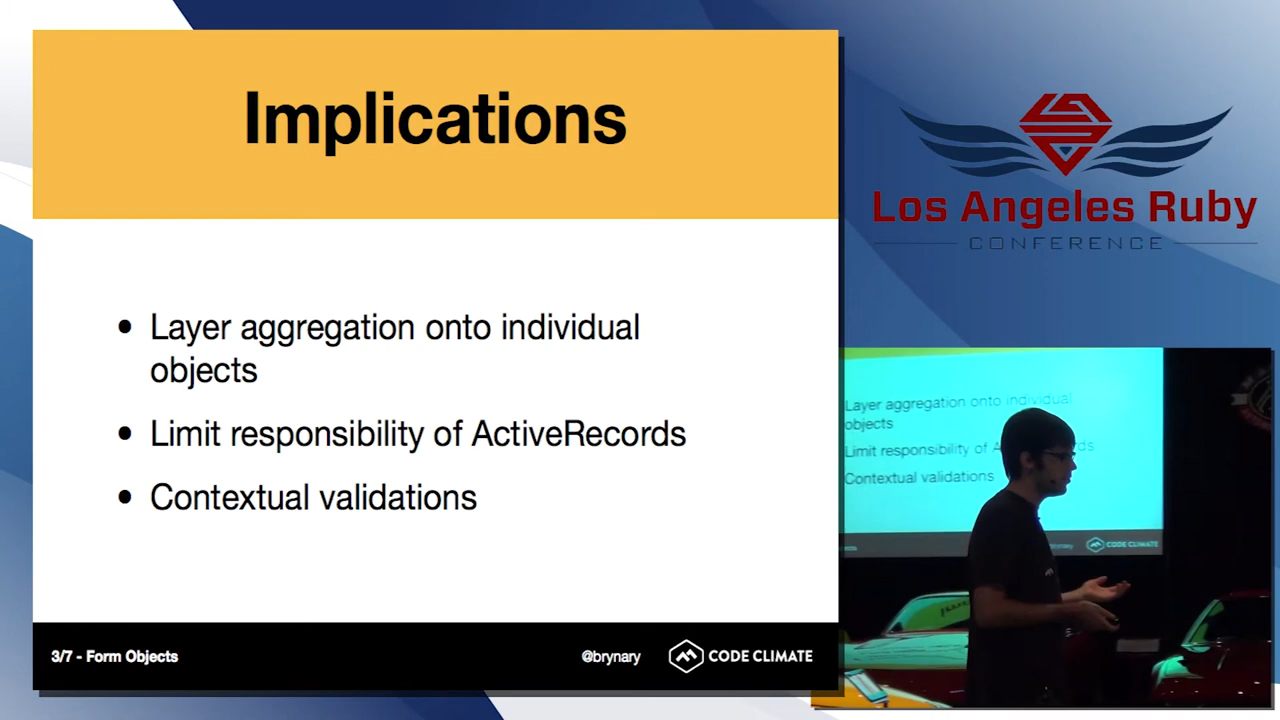 Implications
• Layer aggregation onto individual
objects
• Limit responsibility of ActiveRecords
• Contextual validations
3/7 - Form Objects
@brynary
CODE CLIMATE
Los Angeles Ruby
CONFERENCE
Layer aggregation onto individual
objects
Limit responsibility of A    rds
Contextual validations
CODE CLIMATE